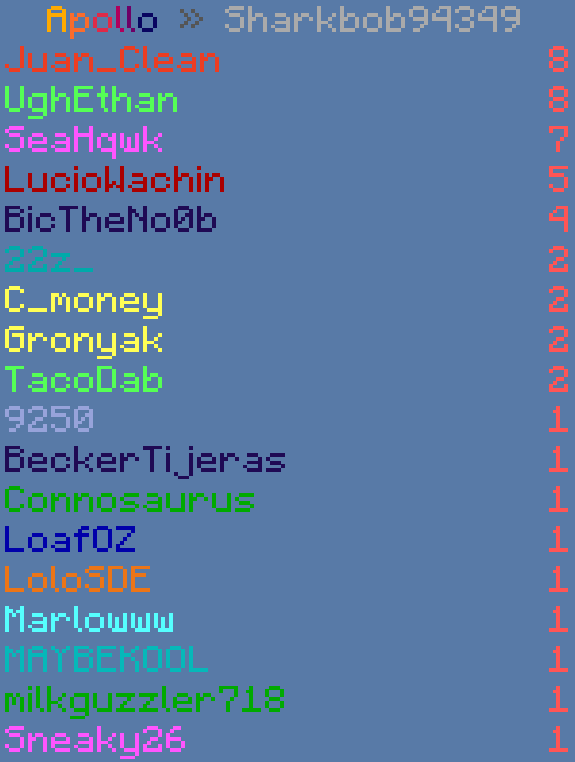 Apollo » Sharkbob94349
Juan_Clean 8
UghEthan 8
SeaHqwk 7
LucioWachin 5
BicTheNo0b 4
22z_ 2
C_money 2
Gronyak 2
TacoDab 2
9250 1
BeckerTijeras 1
Connosaurus 1
LoafOZ 1
LoloSDE 1
Marlowww 1
MAYBEKOOL 1
milkguzzler718 1
Sneaky26 1